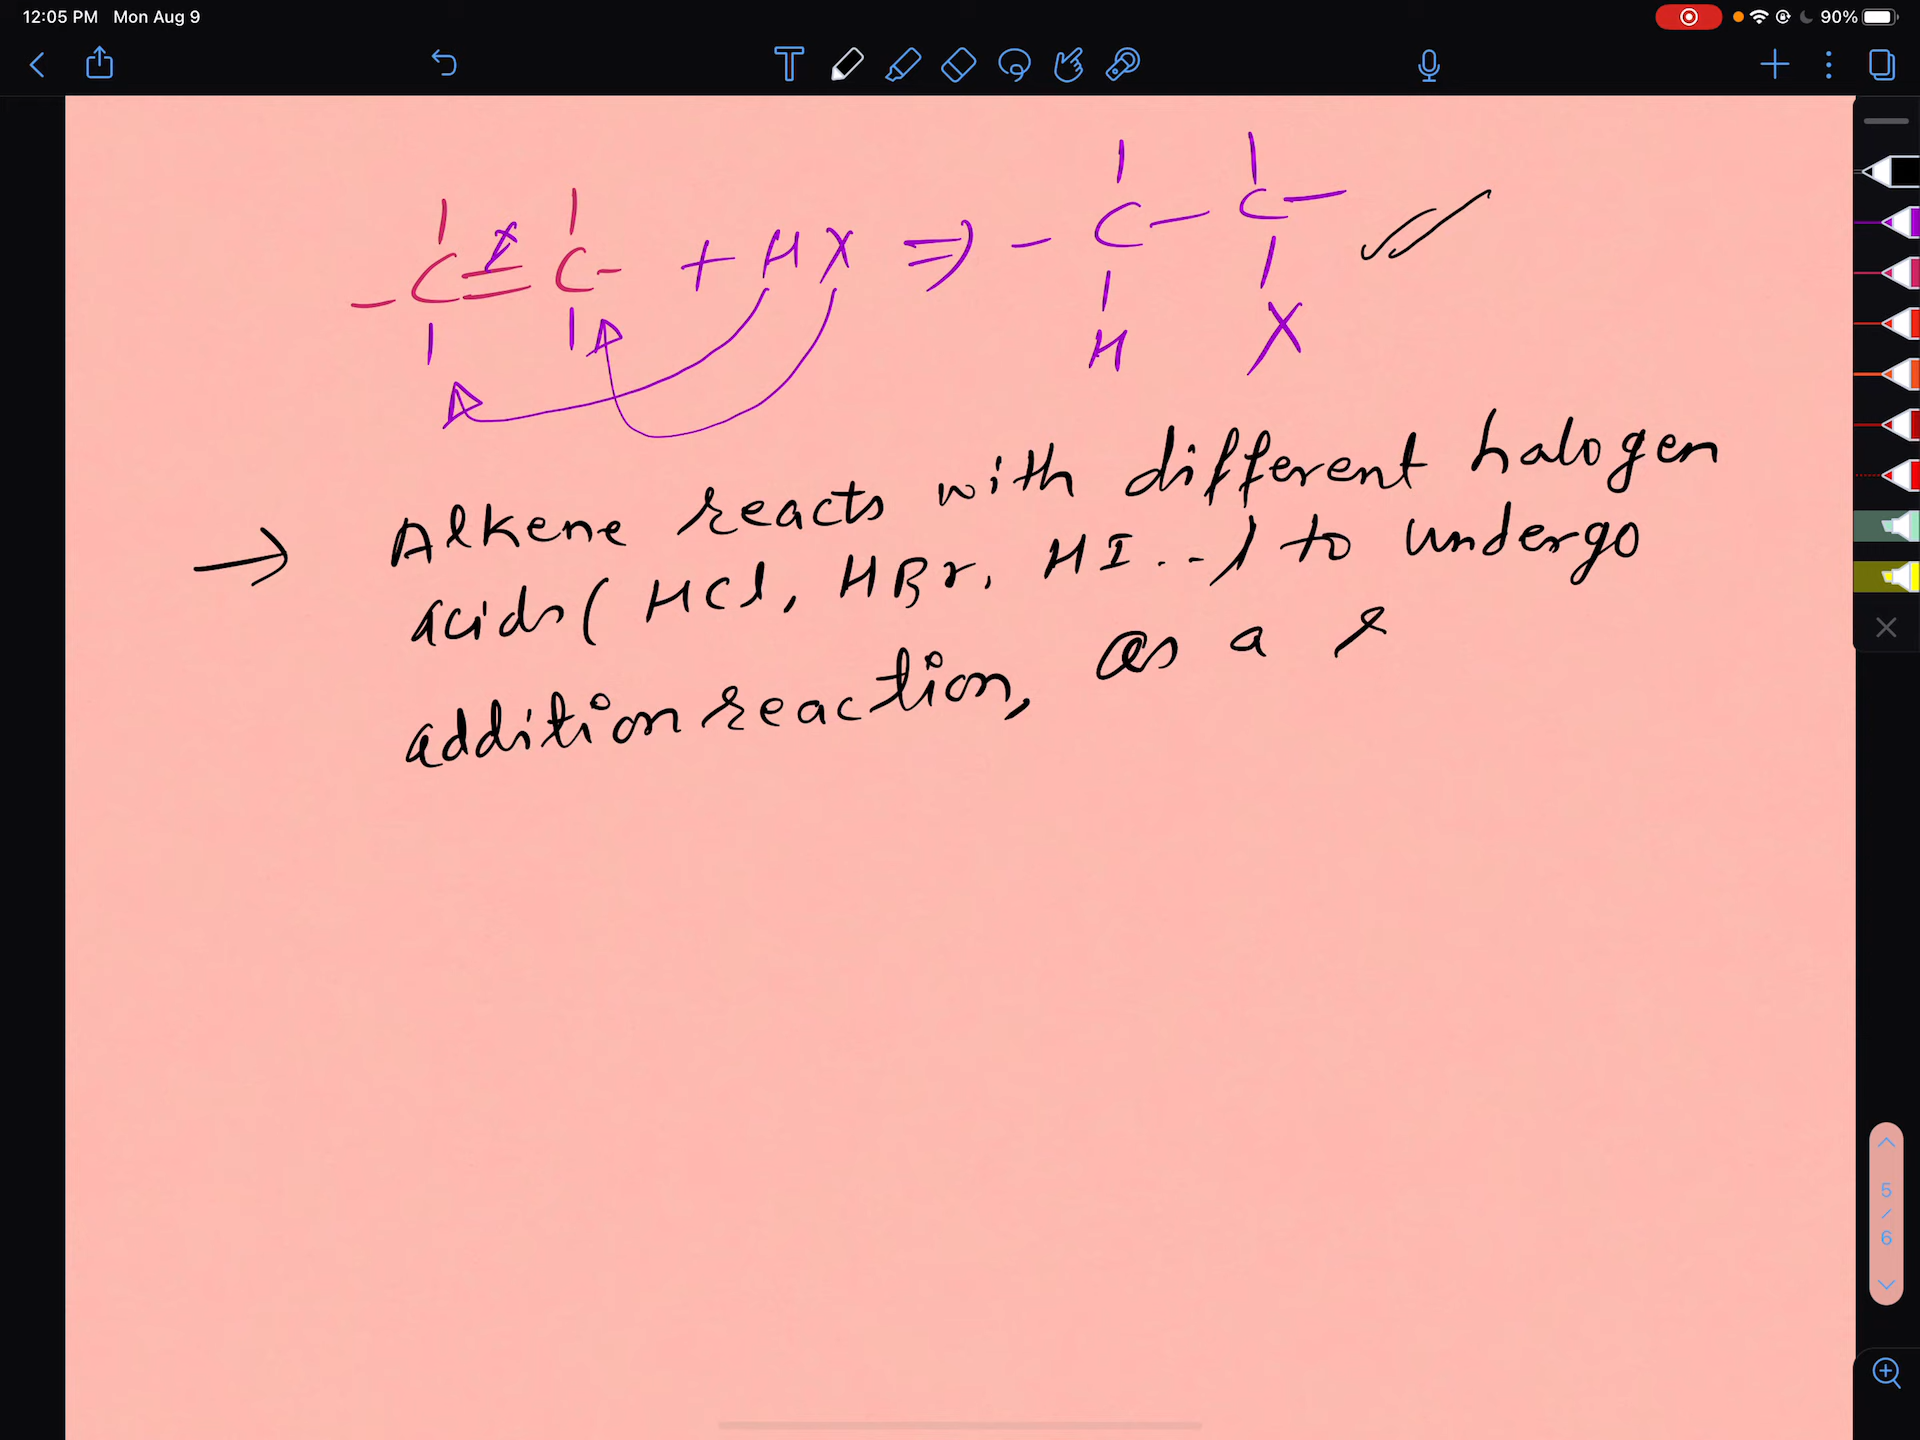 12:05 PM Mon Aug 9
90%
T
- C = C - + HX ⇒ - C - C -
H X
→ Alkene reacts with different halogen
acids ( HCl, HBr, HI...) to undergo
addition reaction, as a
5
/
6